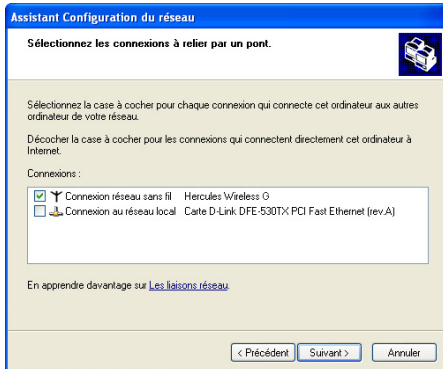 Assistant Configuration du réseau
Sélectionnez les connexions à relier par un pont.
Sélectionnez la case à cocher pour chaque connexion qui connecte cet ordinateur aux autres
ordinateur de votre réseau.
Décocher la case à cocher pour les connexions qui connectent directement cet ordinateur à
Internet.
Connexions :
Connexion réseau sans fil Hercules Wireless G
Connexion au réseau local Carte D-Link DFE-530TX PCI Fast Ethernet (rev.A)
En apprendre davantage sur Les liaisons réseau.
< Précédent Suivant > Annuler